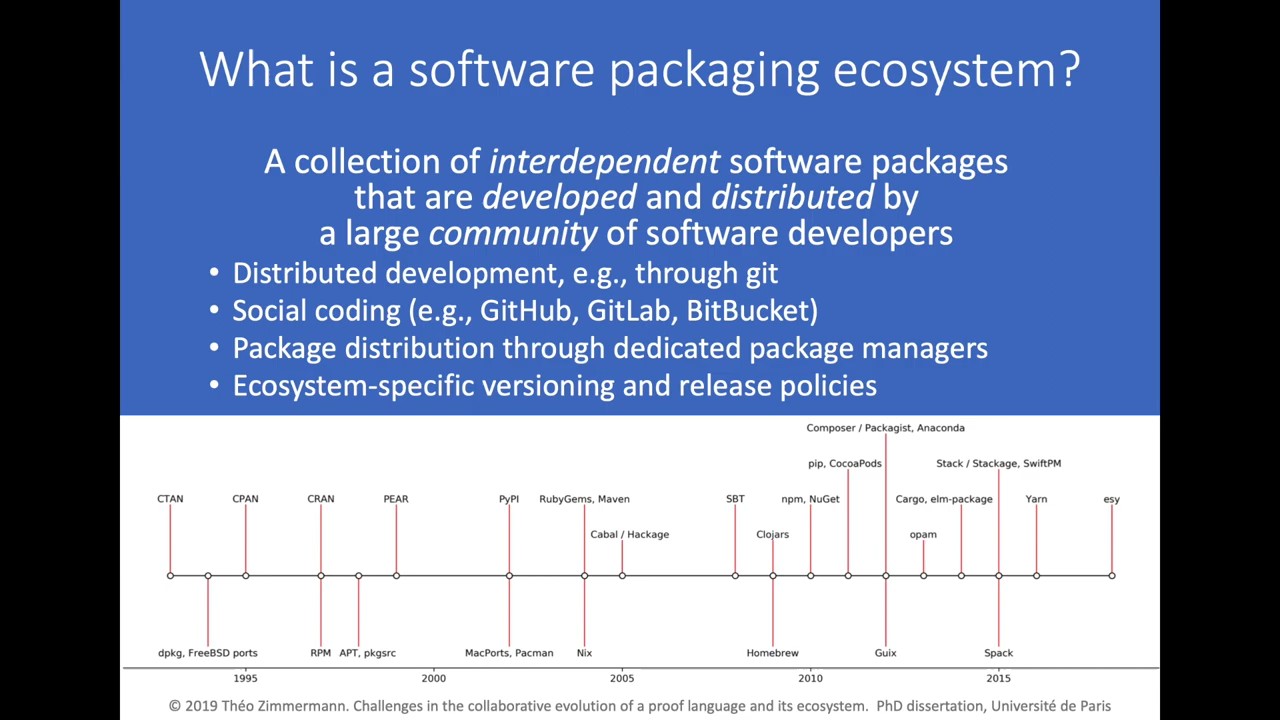 What is a software packaging ecosystem?
A collection of interdependent software packages
that are developed and distributed by
a large community of software developers
• Distributed development, e.g., through git
• Social coding (e.g., GitHub, GitLab, BitBucket)
• Package distribution through dedicated package managers
• Ecosystem-specific versioning and release policies
Composer / Packagist, Anaconda
pip, CocoaPods
Stack / Stackage, SwiftPM
CTAN
CPAN
CRAN
PEAR
PyPI
RubyGems, Maven
SBT
npm, NuGet
Cargo, elm-package
Yarn
esy
Cabal / Hackage
Clojars
opam
dpkg, FreeBSD ports
RPM
APT, pkgsrc
MacPorts, Pacman
Nix
Homebrew
Guix
Spack
1995
2000
2005
2010
2015
© 2019 Théo Zimmermann. Challenges in the collaborative evolution of a proof language and its ecosystem. PhD dissertation, Université de Paris